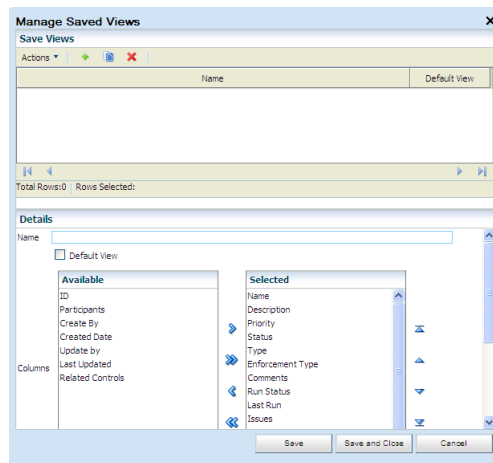 Manage Saved Views
Save Views
Actions
Name Default View
Total Rows:0 Rows Selected:
Details
Name
Default View
Available
ID
Participants
Create By
Created Date
Update by
Last Updated
Related Controls
Columns
Selected
Name
Description
Priority
Status
Type
Enforcement Type
Comments
Run Status
Last Run
Issues
Save Save and Close Cancel